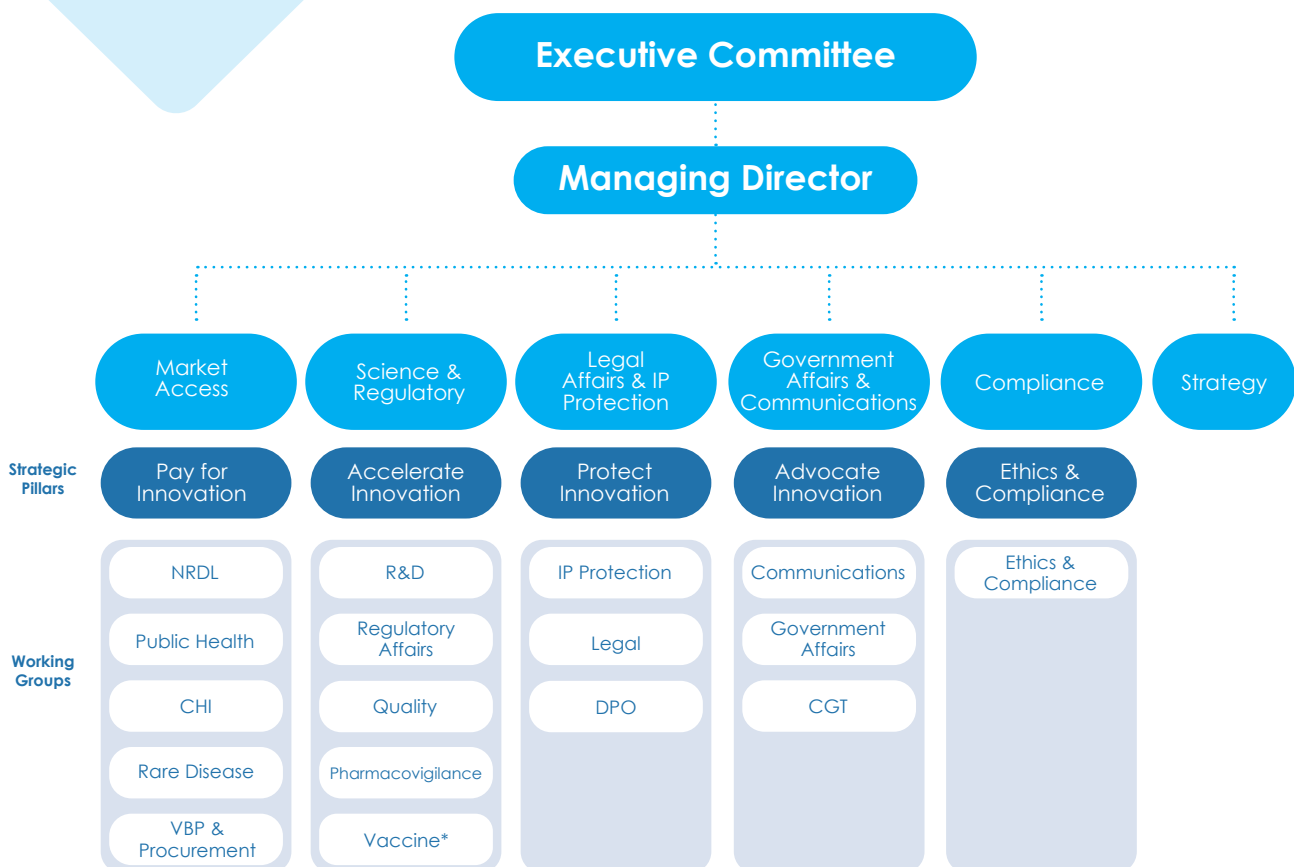 Executive Committee
Managing Director
Market
Access
Science &
Regulatory
Legal
Affairs & IP
Protection
Government
Affairs &
Communications
Compliance
Strategy
Strategic
Pillars
Pay for
Innovation
Accelerate
Innovation
Protect
Innovation
Advocate
Innovation
Ethics &
Compliance
Working
Groups
NRDL
Public Health
CHI
Rare Disease
VBP &
Procurement
R&D
Regulatory
Affairs
Quality
Pharmacovigilance
Vaccine*
IP Protection
Legal
DPO
Communications
Government
Affairs
CGT
Ethics &
Compliance